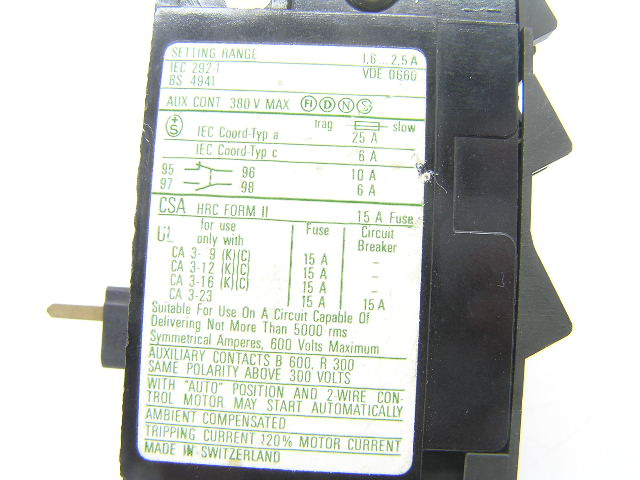 SETTING RANGE 1,6...2,5 A
IEC 292-1 VDE 0660
BS 4941
AUX CONT. 380 V MAX FI D N S
S trag slow
IEC Coord-Typ a 25 A
IEC Coord-Typ c 6 A
95 96 10 A
97 98 6 A
CSA HRC FORM II 15 A Fuse
UL for use only with Fuse Circuit Breaker
CA 3- 9 (K)(C) 15 A –
CA 3-12 (K)(C) 15 A –
CA 3-16 (K)(C) 15 A –
CA 3-23 15 A 15 A
Suitable For Use On A Circuit Capable Of
Delivering Not More Than 5000 rms
Symmetrical Amperes, 600 Volts Maximum
AUXILIARY CONTACTS B 600, R 300
SAME POLARITY ABOVE 300 VOLTS
WITH "AUTO" POSITION AND 2-WIRE CON-
TROL MOTOR MAY START AUTOMATICALLY
AMBIENT COMPENSATED
TRIPPING CURRENT 120% MOTOR CURRENT
MADE IN SWITZERLAND